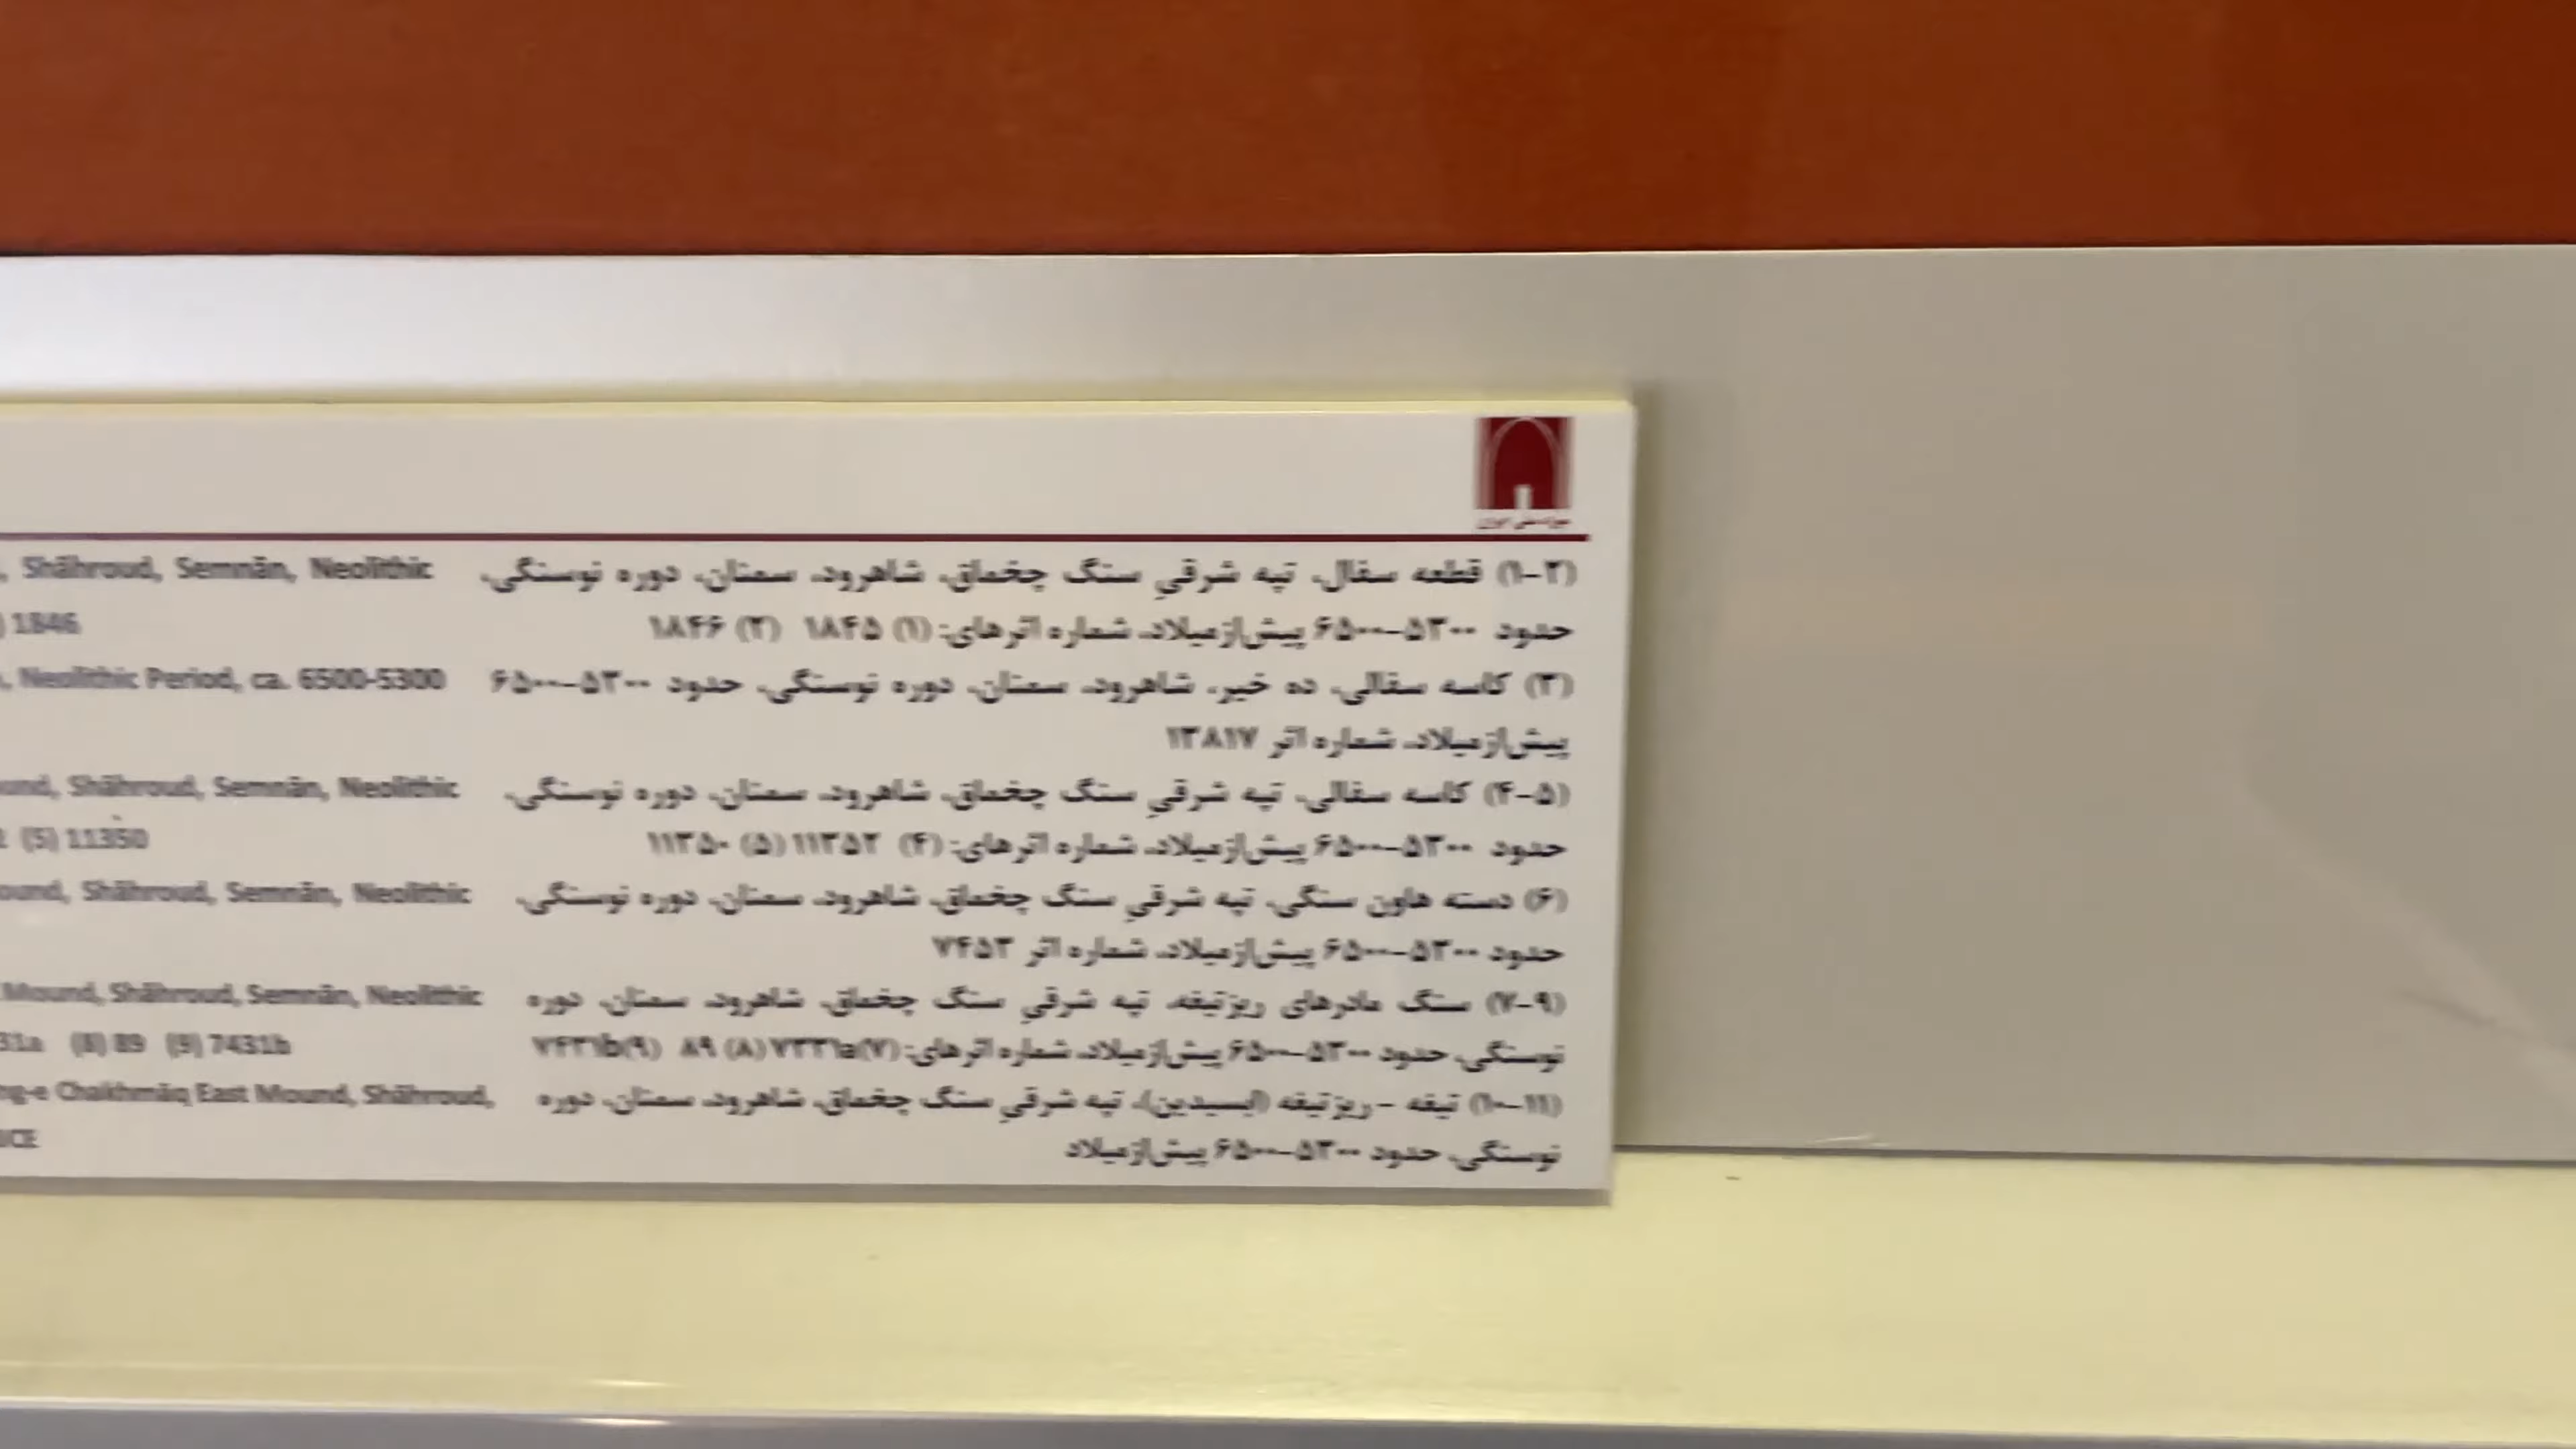 موزه ملی ایران
(۱-۲) قطعه سفال، تپه شرقیِ سنگ چخماق، شاهرود، سمنان، دوره نوسنگی،
حدود ۵۳۰۰-۶۵۰۰ پیش‌ازمیلاد، شماره اثرهای: (۱) ۱۸۴۵ (۲) ۱۸۴۶
(۳) کاسه سفالی، ده خیر، شاهرود، سمنان، دوره نوسنگی، حدود ۵۳۰۰-۶۵۰۰
پیش‌ازمیلاد، شماره اثر ۱۳۸۱۷
(۴-۵) کاسه سفالی، تپه شرقیِ سنگ چخماق، شاهرود، سمنان، دوره نوسنگی،
حدود ۵۳۰۰-۶۵۰۰ پیش‌ازمیلاد، شماره اثرهای: (۴) ۱۱۳۵۲ (۵) ۱۱۳۵۰
(۶) دسته هاون سنگی، تپه شرقیِ سنگ چخماق، شاهرود، سمنان، دوره نوسنگی،
حدود ۵۳۰۰-۶۵۰۰ پیش‌ازمیلاد، شماره اثر ۷۴۵۳
(۷-۹) سنگ مادرهای ریزتیغه، تپه شرقیِ سنگ چخماق، شاهرود، سمنان، دوره
نوسنگی، حدود ۵۳۰۰-۶۵۰۰ پیش‌ازمیلاد، شماره اثرهای: (۷)۷۳۳۱a (۸) ۸۹ (۹)۷۴۳۱b
(۱۰-۱۱) تیغه - ریزتیغه (ابسیدین)، تپه شرقیِ سنگ چخماق، شاهرود، سمنان، دوره
نوسنگی، حدود ۵۳۰۰-۶۵۰۰ پیش‌ازمیلاد
, Shāhroud, Semnān, Neolithic
) 1846
, Neolithic Period, ca. 6500-5300
ound, Shāhroud, Semnān, Neolithic
(5) 11350
ound, Shāhroud, Semnān, Neolithic
Mound, Shāhroud, Semnān, Neolithic
31a (8) 89 (9) 7431b
ng-e Chakhmāq East Mound, Shāhroud,
BCE